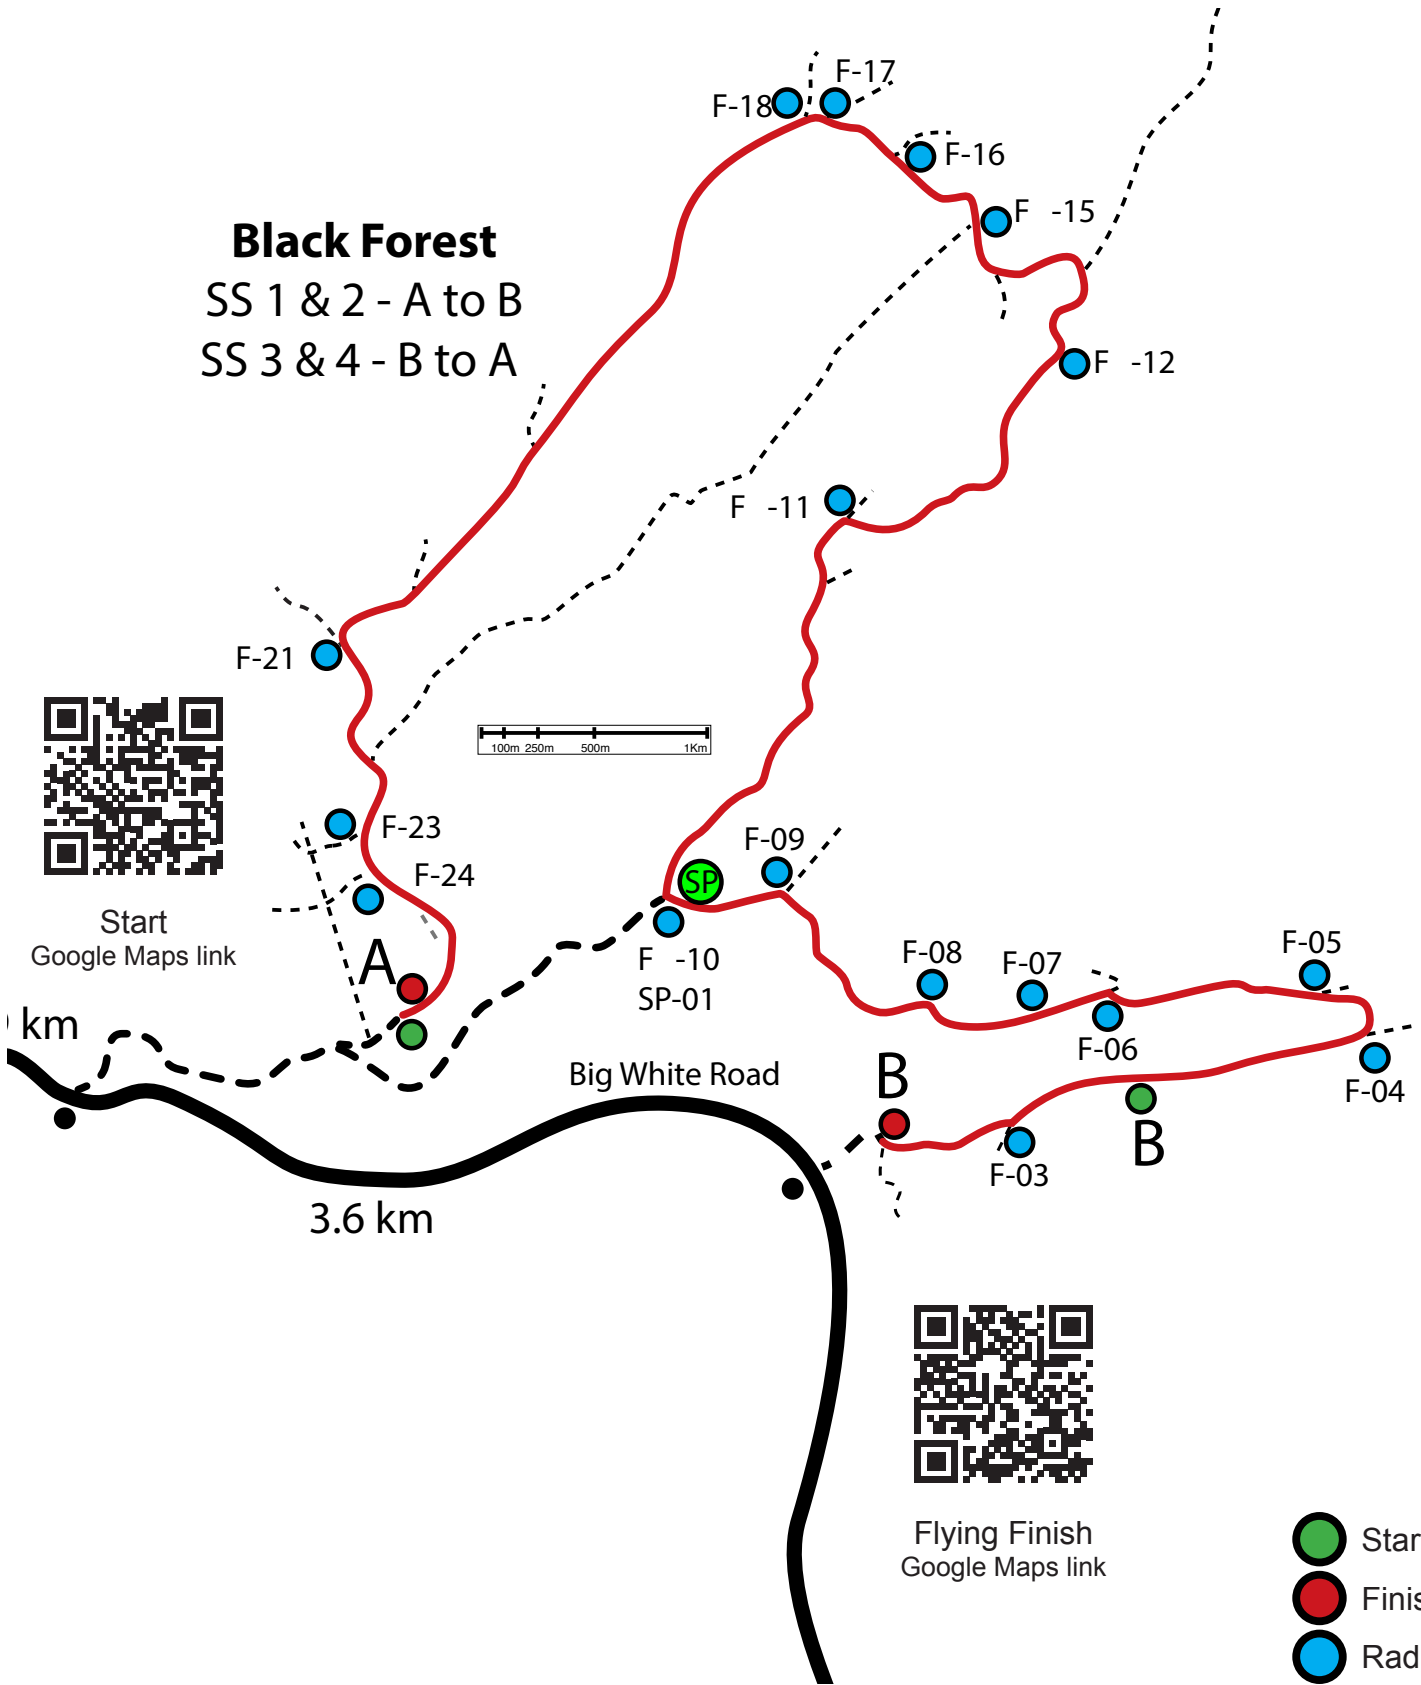 F-17
F-18
F-16
F -15
Black Forest
SS 1 & 2 - A to B
SS 3 & 4 - B to A
F -12
F -11
F-21
100m 250m 500m 1Km
F-23
F-09
F-24
SP
Start
Google Maps link
A
F -10
SP-01
F-08
F-07
F-05
km
F-06
Big White Road
B
F-04
B
F-03
3.6 km
Flying Finish
Google Maps link
Star
Finis
Rad